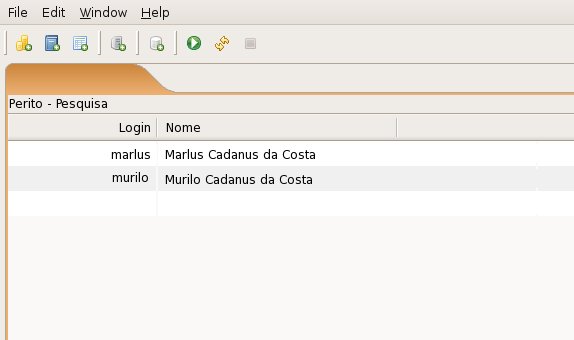 File Edit Window Help
Perito - Pesquisa
Login Nome
marlus Marlus Cadanus da Costa
murilo Murilo Cadanus da Costa